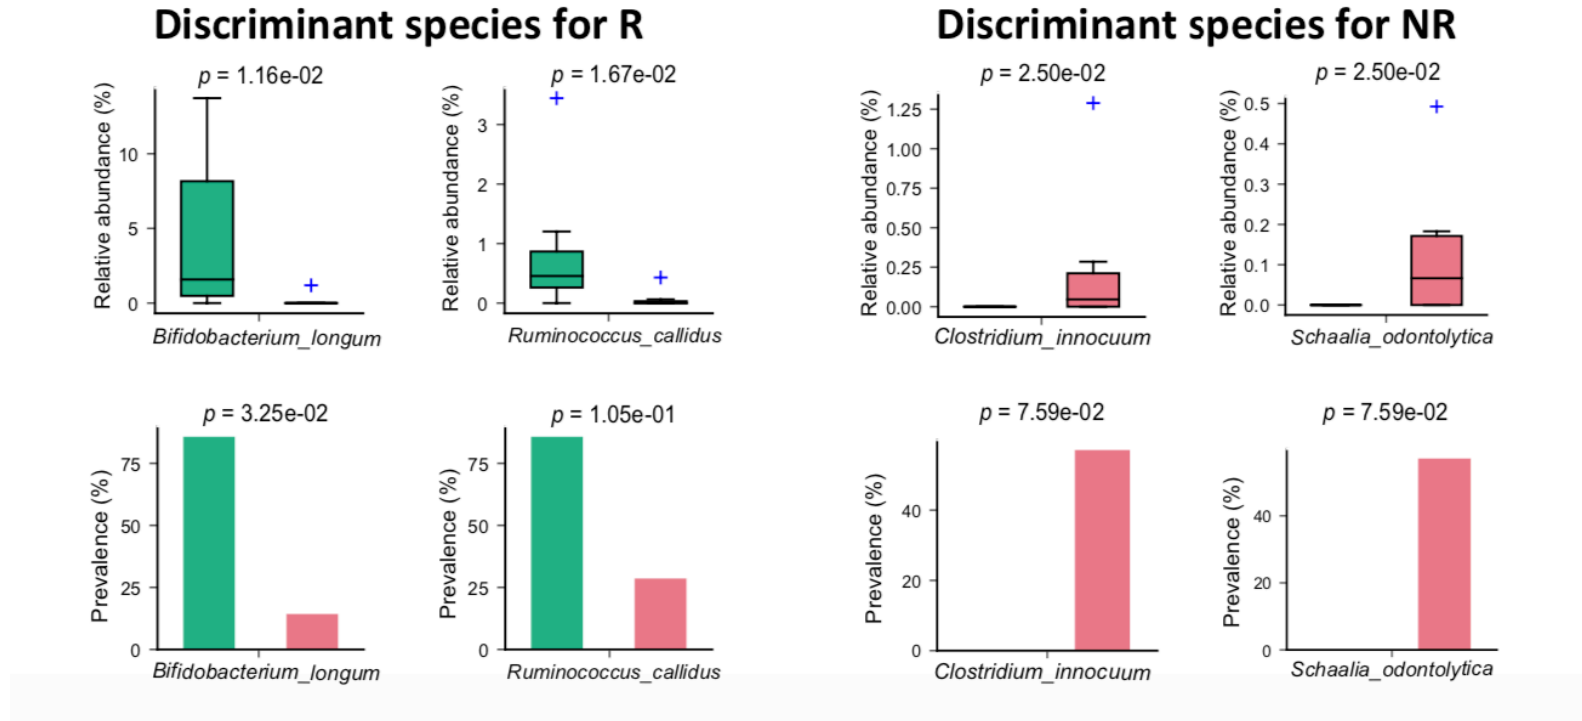 Discriminant species for R
Discriminant species for NR
p = 1.16e-02
Relative abundance (%)
10
5
0
Bifidobacterium_longum
p = 1.67e-02
Relative abundance (%)
3
2
1
0
Ruminococcus_callidus
p = 2.50e-02
Relative abundance (%)
1.25
1.00
0.75
0.50
0.25
0.00
Clostridium_innocuum
p = 2.50e-02
Relative abundance (%)
0.5
0.4
0.3
0.2
0.1
0.0
Schaalia_odontolytica
p = 3.25e-02
Prevalence (%)
75
50
25
0
Bifidobacterium_longum
p = 1.05e-01
Prevalence (%)
75
50
25
0
Ruminococcus_callidus
p = 7.59e-02
Prevalence (%)
40
20
0
Clostridium_innocuum
p = 7.59e-02
Prevalence (%)
40
20
0
Schaalia_odontolytica